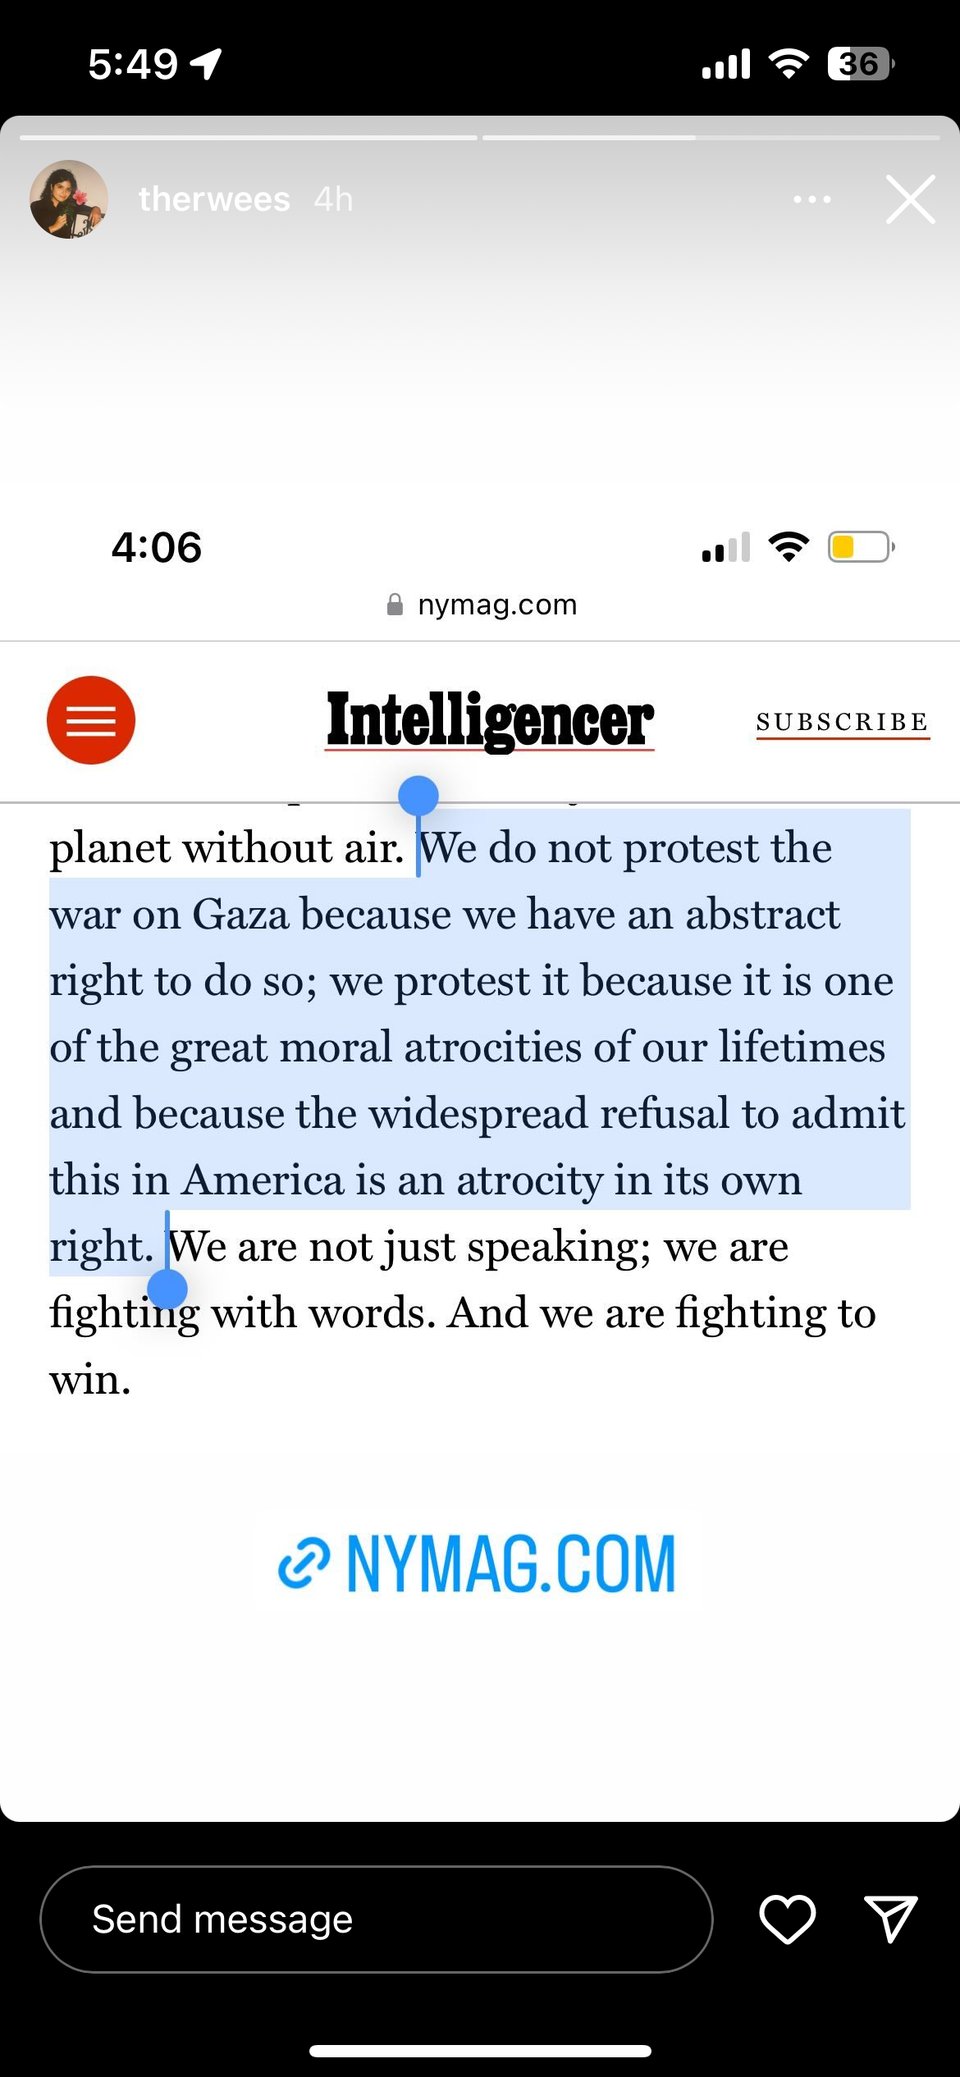 5:49
36
therwees 4h
4:06
nymag.com
Intelligencer
SUBSCRIBE
planet without air. We do not protest the
war on Gaza because we have an abstract
right to do so; we protest it because it is one
of the great moral atrocities of our lifetimes
and because the widespread refusal to admit
this in America is an atrocity in its own
right. We are not just speaking; we are
fighting with words. And we are fighting to
win.
NYMAG.COM
Send message